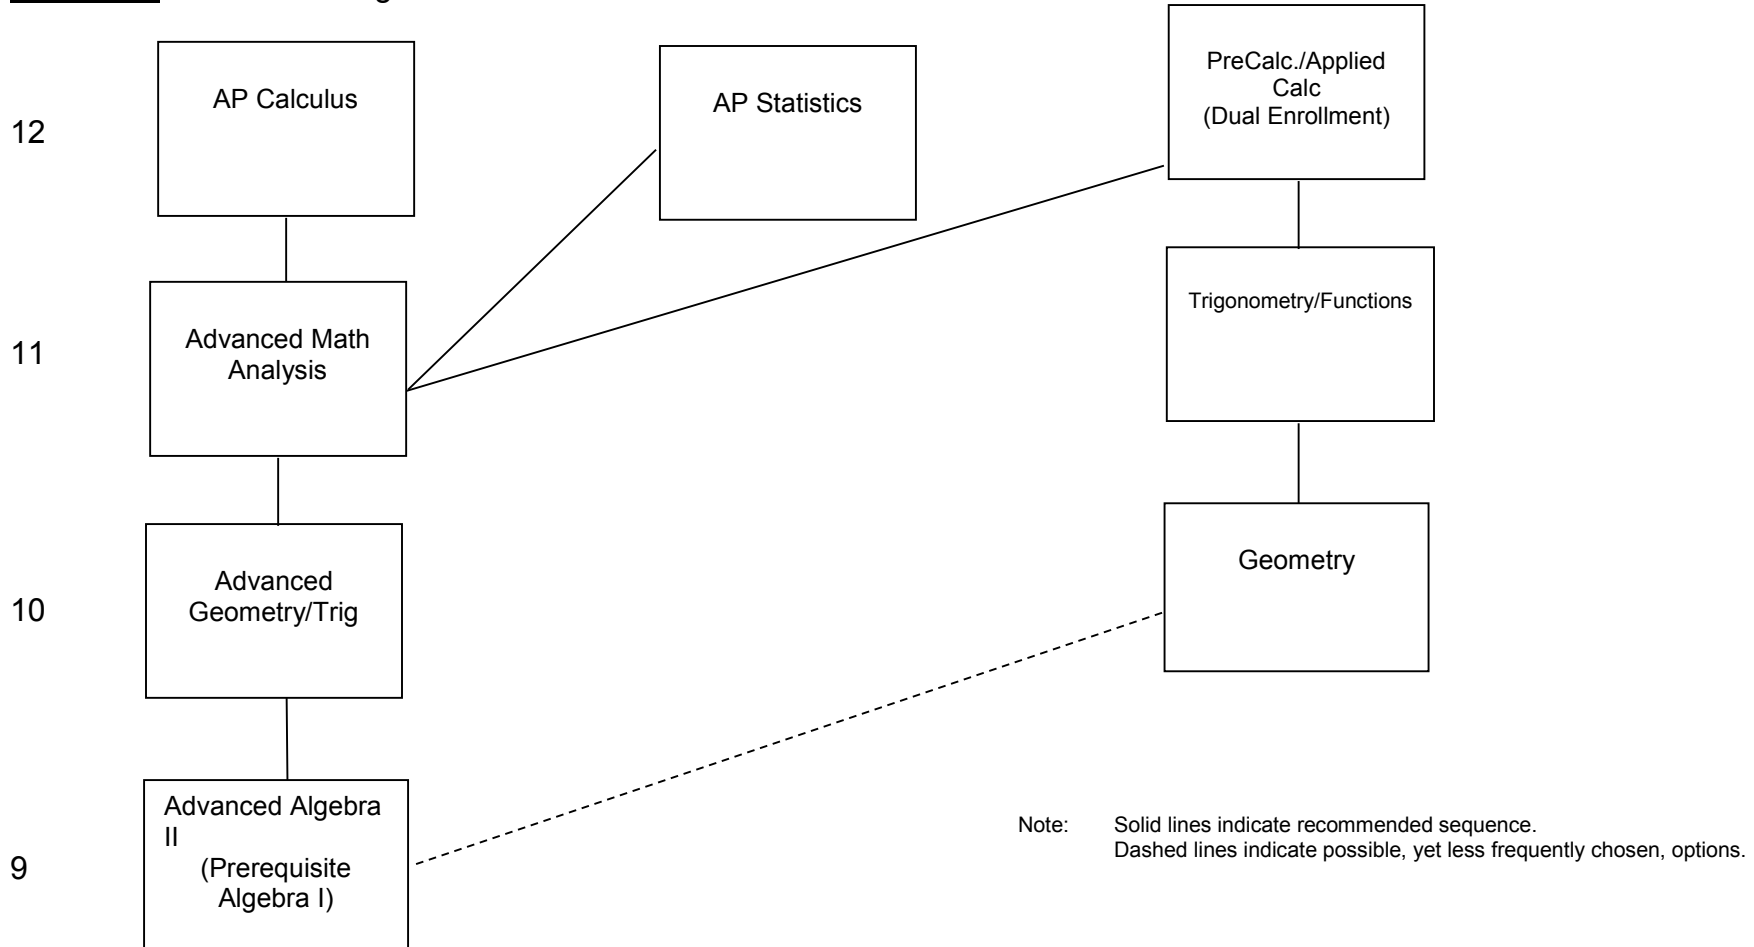 AP Calculus
AP Statistics
PreCalc./Applied
Calc
(Dual Enrollment)
12
Trigonometry/Functions
Advanced Math
Analysis
11
Geometry
Advanced
Geometry/Trig
10
Advanced Algebra
II
(Prerequisite
Algebra I)
9
Note: Solid lines indicate recommended sequence.
Dashed lines indicate possible, yet less frequently chosen, options.